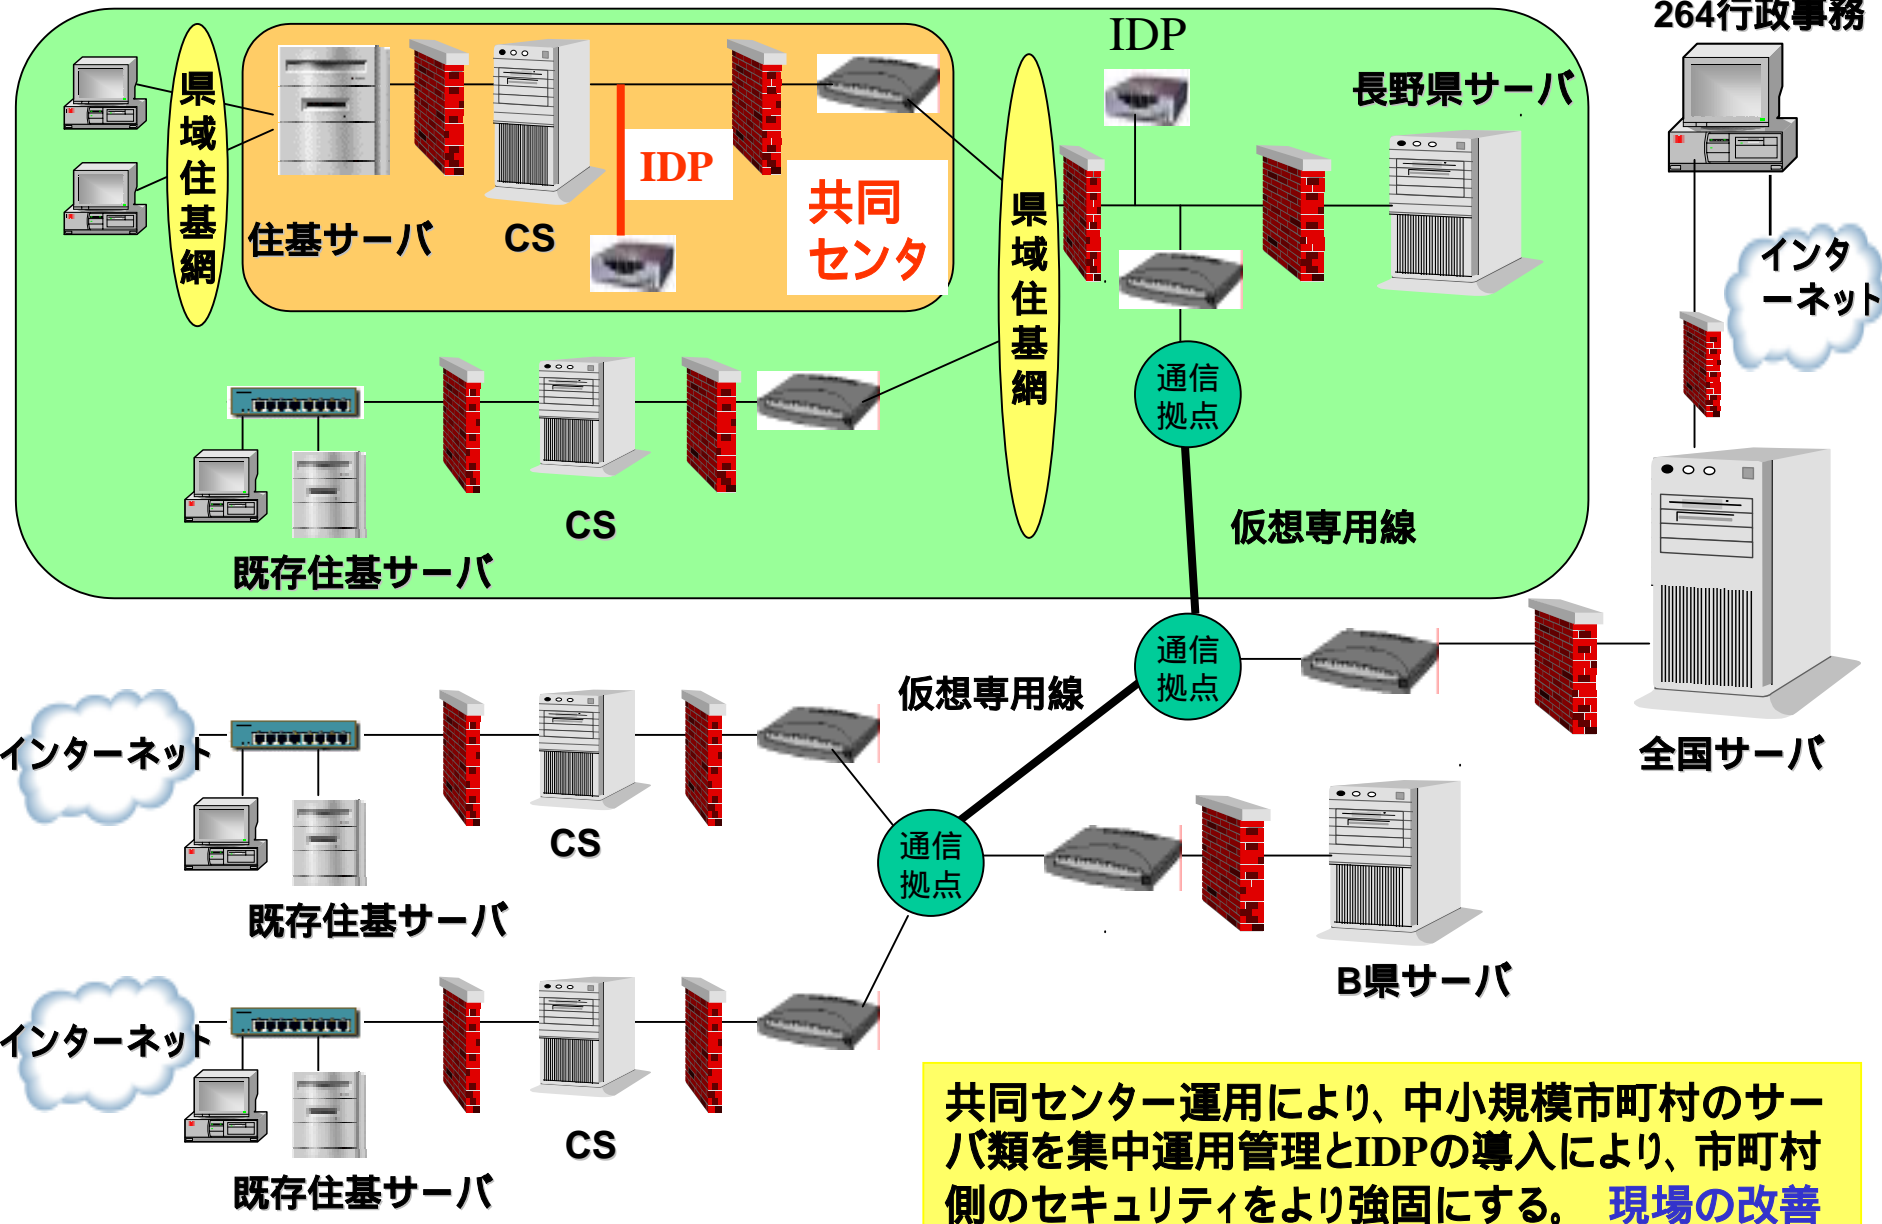 264行政事務
IDP
長野県サーバ
県域住基網
IDP
共同
センタ
住基サーバ
CS
県域住基網
インタ
ーネット
通信
拠点
CS
仮想専用線
既存住基サーバ
通信
拠点
仮想専用線
全国サーバ
インターネット
CS
通信
拠点
既存住基サーバ
B県サーバ
インターネット
CS
既存住基サーバ
共同センター運用により、中小規模市町村のサー
バ類を集中運用管理とIDPの導入により、市町村
側のセキュリティをより強固にする。 現場の改善